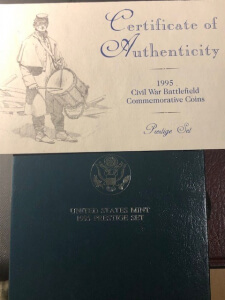 Certificate of
Authenticity
1995
Civil War Battlefield
Commemorative Coins
Prestige Set
UNITED STATES MINT
1995 PRESTIGE SET